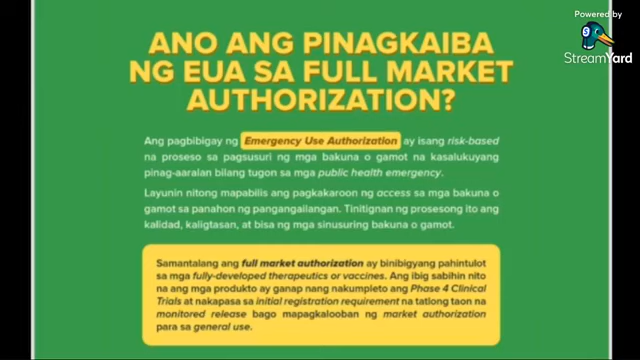 Powered by
StreamYard
ANO ANG PINAGKAIBA
NG EUA SA FULL MARKET
AUTHORIZATION?
Ang pagbibigay ng Emergency Use Authorization ay isang risk-based
na proseso sa pagsusuri ng mga bakuna o gamot na kasalukuyang
pinag-aaralan bilang tugon sa mga public health emergency.
Layunin nitong mapabilis ang pagkakaroon ng access sa mga bakuna o
gamot sa panahon ng pangangailangan. Tinitignan ng prosesong ito ang
kalidad, kaligtasan, at bisa ng mga sinusuring bakuna o gamot.
Samantalang ang full market authorization ay binibigyang pahintulot
sa mga fully-developed therapeutics or vaccines. Ang ibig sabihin nito
na ang mga produkto ay ganap nang nakumpleto ang Phase 4 Clinical
Trials at nakapasa sa initial registration requirement na tatlong taon na
monitored release bago mapagkalooban ng market authorization
para sa general use.